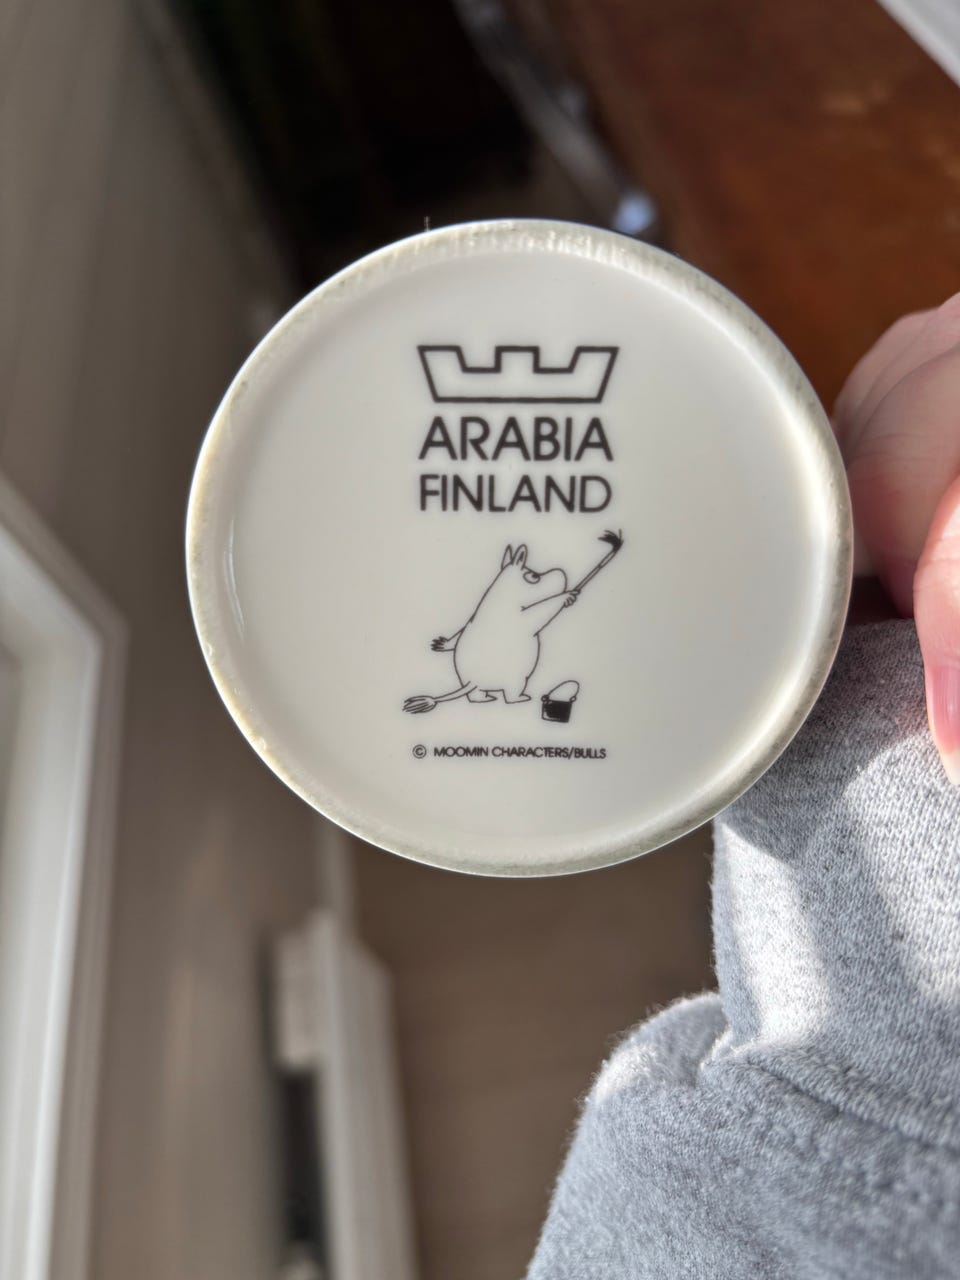 ARABIA
FINLAND
© MOOMIN CHARACTERS/BULLS